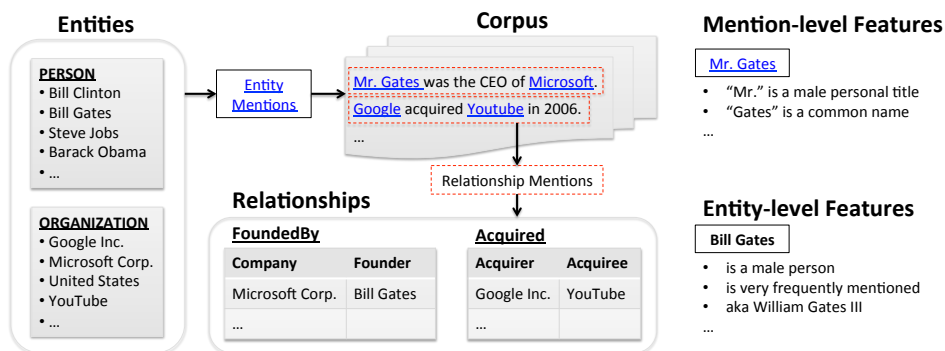 Entities
PERSON
• Bill Clinton
• Bill Gates
• Steve Jobs
• Barack Obama
• …
ORGANIZATION
• Google Inc.
• Microsoft Corp.
• United States
• YouTube
• …
Entity
Mentions
Corpus
Mr. Gates was the CEO of Microsoft.
Google acquired Youtube in 2006.
…
Relationship Mentions
Relationships
FoundedBy
Company Founder
Microsoft Corp. Bill Gates
…
Acquired
Acquirer Acquiree
Google Inc. YouTube
…
Mention-level Features
Mr. Gates
• “Mr.” is a male personal title
• “Gates” is a common name
…
Entity-level Features
Bill Gates
• is a male person
• is very frequently mentioned
• aka William Gates III
…